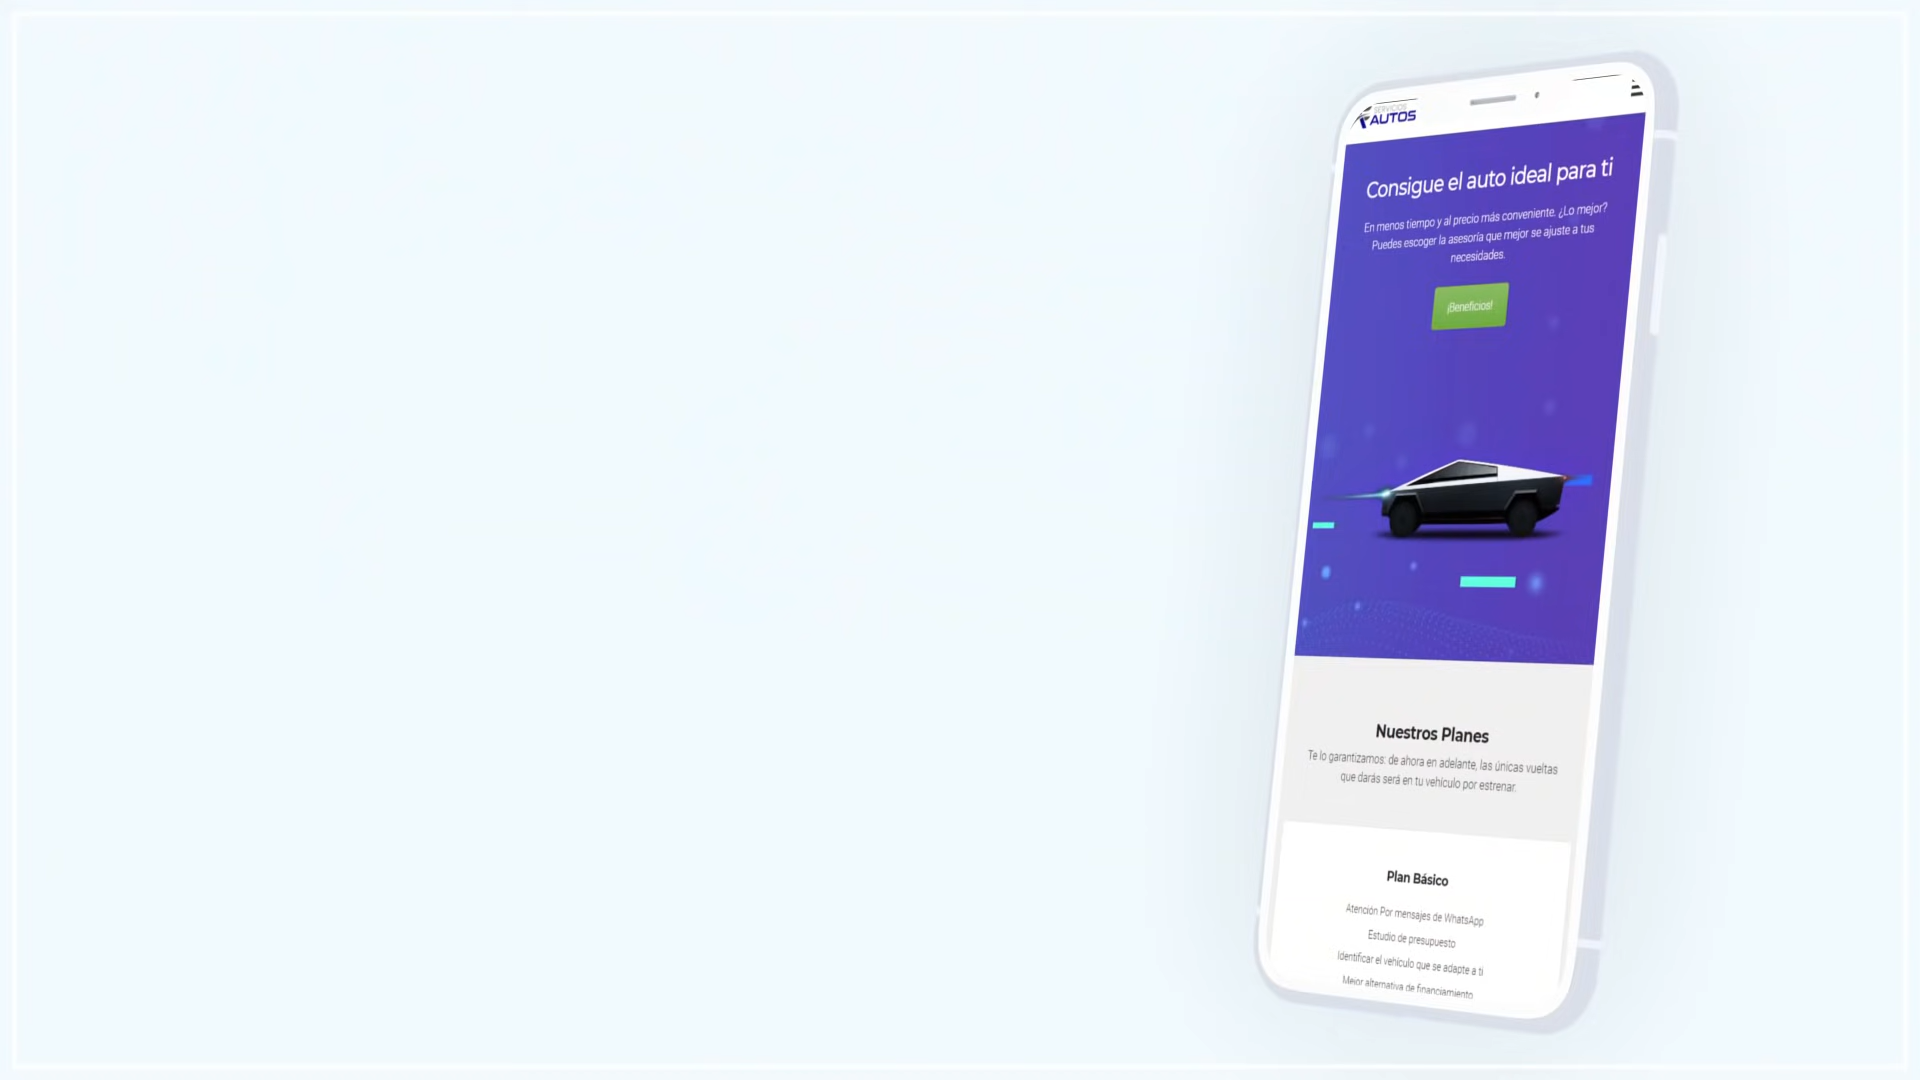 SERVICIOS
AUTOS
Consigue el auto ideal para ti
En menos tiempo y al precio más conveniente. ¿Lo mejor?
Puedes escoger la asesoría que mejor se ajuste a tus
necesidades.
¡Beneficios!
Nuestros Planes
Te lo garantizamos: de ahora en adelante, las únicas vueltas
que darás será en tu vehículo por estrenar.
Plan Básico
Atención Por mensajes de WhatsApp
Estudio de presupuesto
Identificar el vehículo que se adapte a ti
Mejor alternativa de financiamiento